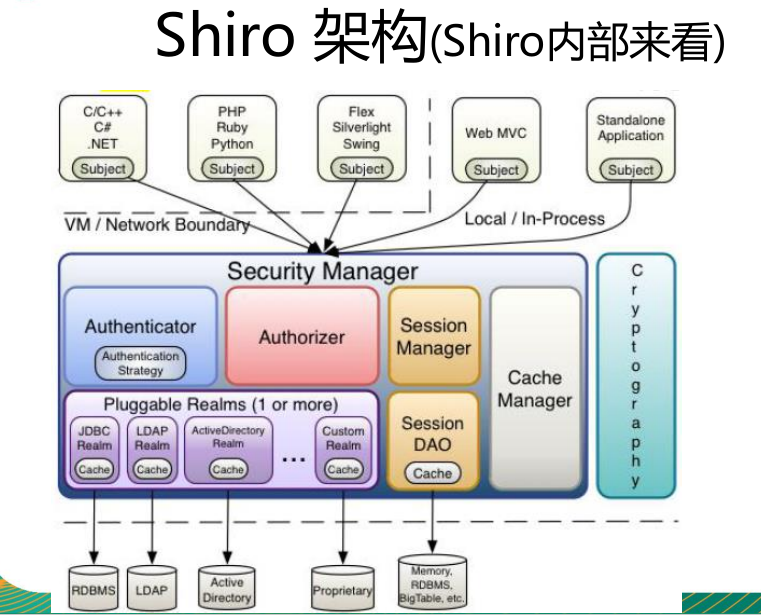 Shiro 架构(Shiro内部来看)
C/C++
C#
.NET
Subject
PHP
Ruby
Python
Subject
Flex
Silverlight
Swing
Subject
Web MVC
Subject
Standalone
Application
Subject
VM / Network Boundary
Local / In-Process
Security Manager
Authenticator
Authentication
Strategy
Authorizer
Session
Manager
Cache
Manager
Pluggable Realms (1 or more)
JDBC
Realm
Cache
LDAP
Realm
Cache
ActiveDirectory
Realm
Cache
...
Custom
Realm
Cache
Session
DAO
Cache
Cryptography
RDBMS
LDAP
Active
Directory
Proprietary
Memory,
RDBMS,
BigTable, etc.